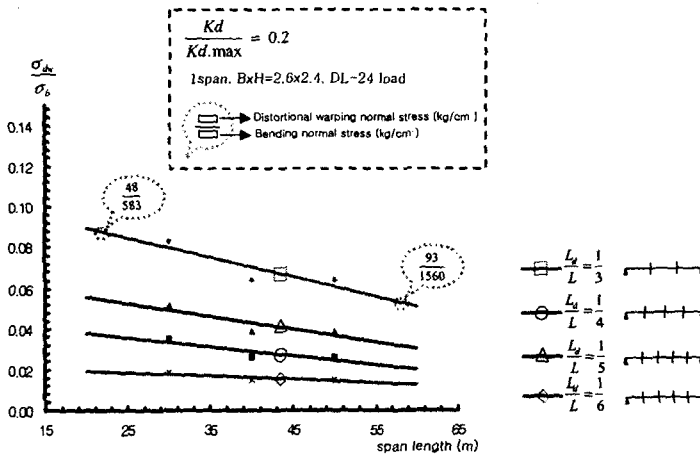 Kd / Kd.max = 0.2
1span, BxH=2.6x2.4, DL-24 load
Distortional warping normal stress (kg/cm )
Bending normal stress (kg/cm )
σdw / σb
0.14
0.12
0.10
0.08
0.06
0.04
0.02
0.00
48 / 583
93 / 1560
15
25
35
45
55
65
span length (m)
Ld / L = 1 / 3
Ld / L = 1 / 4
Ld / L = 1 / 5
Ld / L = 1 / 6